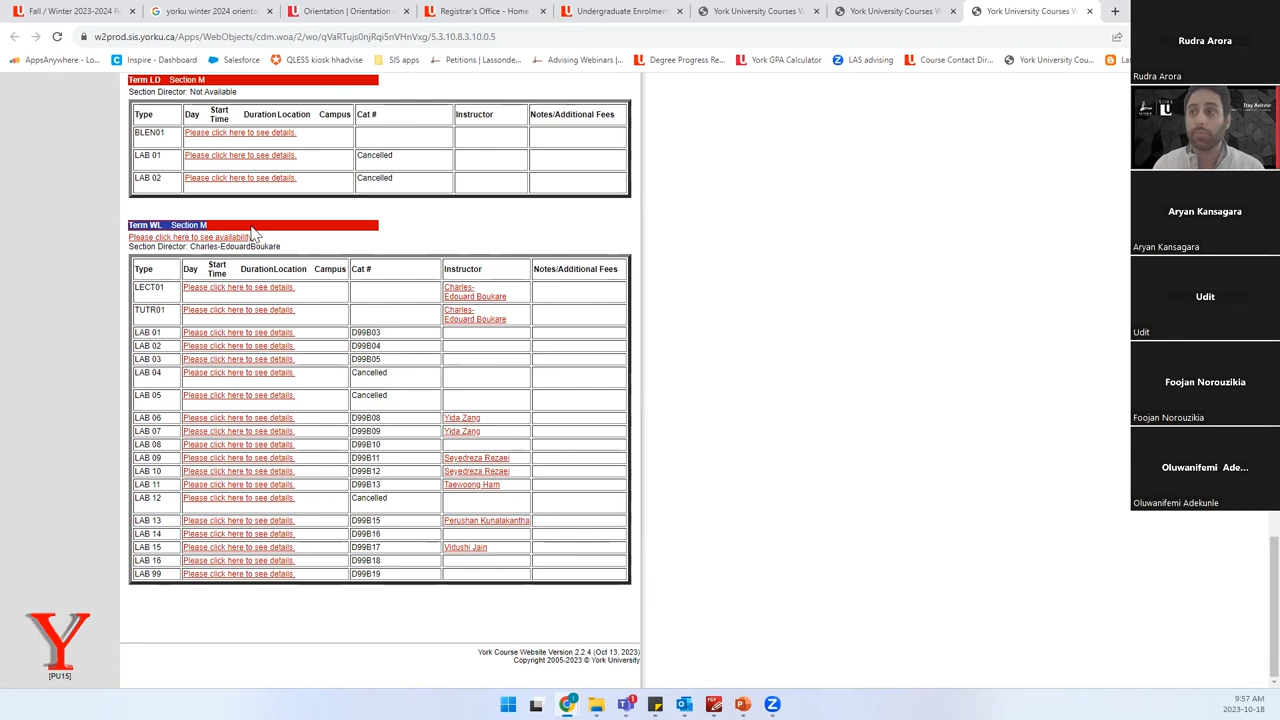 Fall / Winter 2023-2024 R
yorku winter 2024 orient
Orientation | Orientation
Registrar's Office - Home
Undergraduate Enrolmen
York University Courses W
York University Courses W
York University Courses W
w2prod.sis.yorku.ca/Apps/WebObjects/cdm.woa/2/wo/qVaRTujs0njRqi5nVHnVxg/5.3.10.8.3.10.0.5
AppsAnywhere - Lo...
Inspire - Dashboard
Salesforce
QLESS kiosk hhadvise
SIS apps
Petitions | Lassonde...
Advising Webinars |...
Degree Progress Re...
York GPA Calculator
LAS advising
Course Contact Dir...
York University Cou...
Las
Term LD Section M
Section Director: Not Available
Type Day Start Time Duration Location Campus Cat # Instructor Notes/Additional Fees
BLEN01 Please click here to see details.
LAB 01 Please click here to see details. Cancelled
LAB 02 Please click here to see details. Cancelled
Term WL Section M
Please click here to see availability.
Section Director: Charles-EdouardBoukare
Type Day Start Time DurationLocation Campus Cat # Instructor Notes/Additional Fees
LECT01 Please click here to see details. Charles-
Edouard Boukare
TUTR01 Please click here to see details. Charles-
Edouard Boukare
LAB 01 Please click here to see details. D99B03
LAB 02 Please click here to see details. D99B04
LAB 03 Please click here to see details. D99B05
LAB 04 Please click here to see details. Cancelled
LAB 05 Please click here to see details. Cancelled
LAB 06 Please click here to see details. D99B08 Yida Zang
LAB 07 Please click here to see details. D99B09 Yida Zang
LAB 08 Please click here to see details. D99B10
LAB 09 Please click here to see details. D99B11 Seyedreza Rezaei
LAB 10 Please click here to see details. D99B12 Seyedreza Rezaei
LAB 11 Please click here to see details. D99B13 Taewoong Ham
LAB 12 Please click here to see details. Cancelled
LAB 13 Please click here to see details. D99B15 Perushan Kunalakantha
LAB 14 Please click here to see details. D99B16
LAB 15 Please click here to see details. D99B17 Vidushi Jain
LAB 16 Please click here to see details. D99B18
LAB 99 Please click here to see details. D99B19
Y
[PU15]
York Course Website Version 2.2.4 (Oct 13, 2023)
Copyright 2005-2023 © York University
Rudra Arora
Rudra Arora
Aryan Kansagara
Aryan Kansagara
Udit
Udit
Foojan Norouzikia
Foojan Norouzikia
Oluwanifemi Ade...
Oluwanifemi Adekunle
9:57 AM
2023-10-18